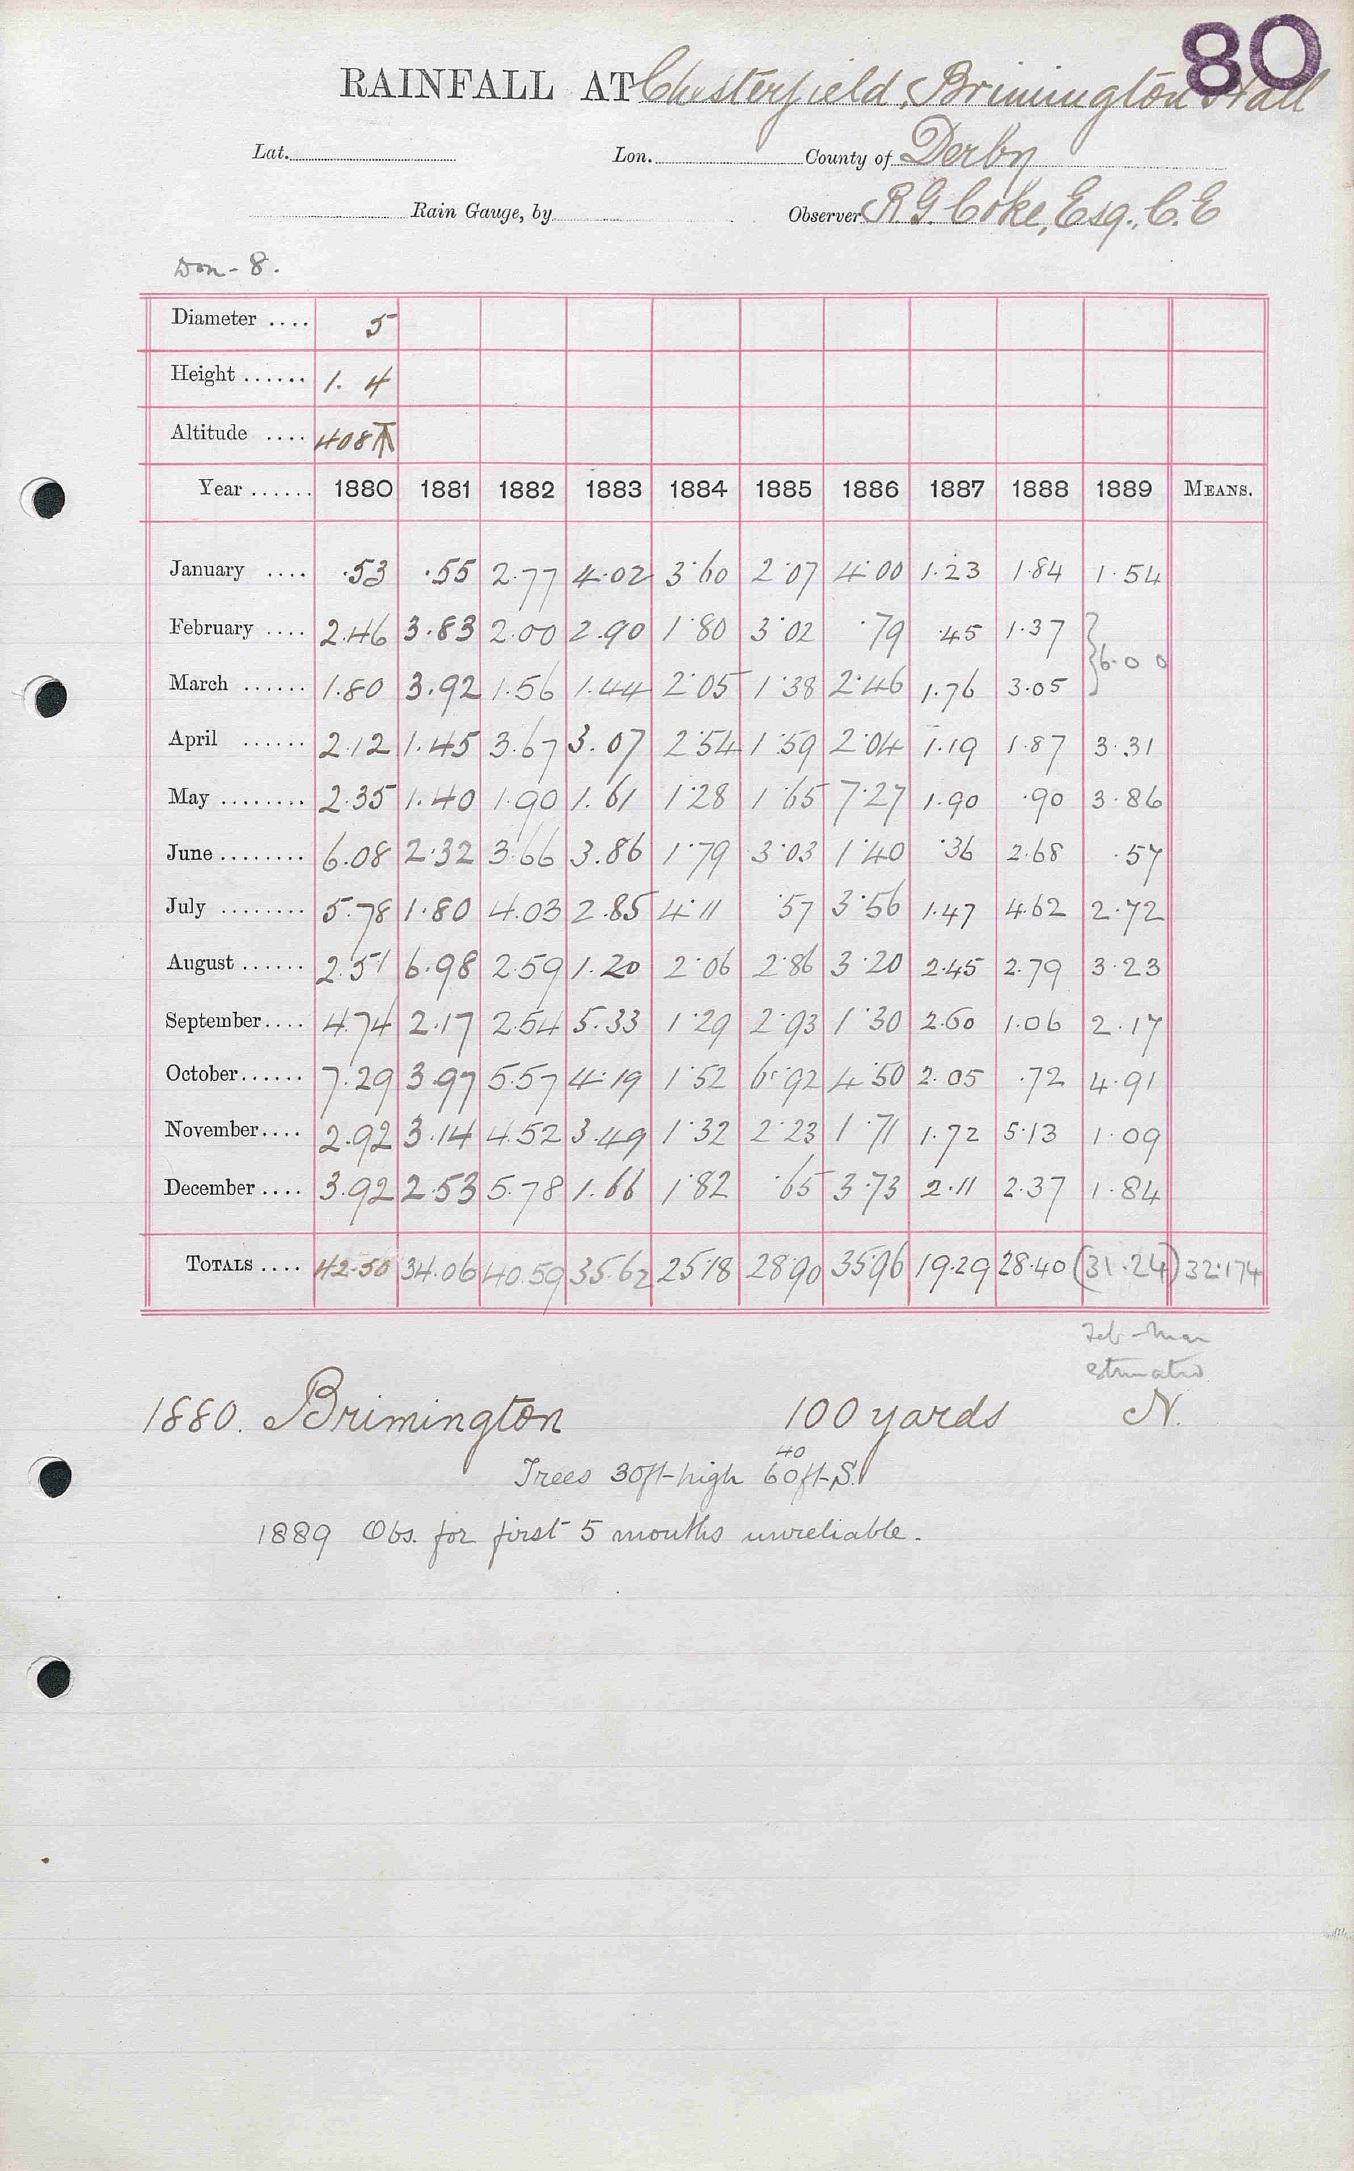 80
RAINFALL AT Chesterfield, Brimington Hall
Lat. Lon. County of Derby
Rain Gauge, by Observer R.G. Coke, Esq., C.E
Don - 8.
Diameter .... 5
Height ...... 1. 4
Altitude .... 408
Year ...... 1880 1881 1882 1883 1884 1885 1886 1887 1888 1889 MEANS.
January .... .53 .55 2.77 4.02 3.60 2.07 4.00 1.23 1.84 1.54
February .... 2.46 3.83 2.00 2.90 1.80 3.02 .79 .45 1.37 } 6.00
March ...... 1.80 3.92 1.56 1.44 2.05 1.38 2.46 1.76 3.05
April ...... 2.12 1.45 3.67 3.07 2.54 1.59 2.04 1.19 1.87 3.31
May ........ 2.35 1.40 1.90 1.61 1.28 1.65 7.27 1.90 .90 3.86
June ........ 6.08 2.32 3.66 3.86 1.79 3.03 1.40 .36 2.68 .57
July ........ 5.78 1.80 4.03 2.85 4.11 .57 3.56 1.47 4.62 2.72
August ...... 2.51 6.98 2.59 1.20 2.06 2.86 3.20 2.45 2.79 3.23
September.... 4.74 2.17 2.54 5.33 1.29 2.93 1.30 2.60 1.06 2.17
October...... 7.29 3.97 5.57 4.19 1.52 6.92 4.50 2.05 .72 4.91
November.... 2.92 3.14 4.52 3.49 1.32 2.23 1.71 1.72 5.13 1.09
December .... 3.92 2.53 5.78 1.66 1.82 .65 3.73 2.11 2.37 1.84
TOTALS .... 42.50 34.06 40.59 35.62 25.18 28.90 35.96 19.29 28.40 (31.24) 32.174
Feb - Mar
estimated
1880. Brimington 100 yards N.
40
Trees 30ft-high 60ft-S.
1889 Obs. for first 5 months unreliable.